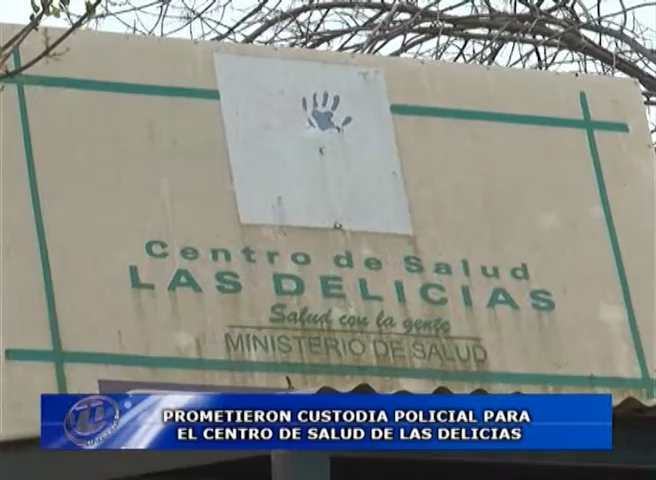 Centro de Salud
LAS DELICIAS
Salud con la gente
MINISTERIO DE SALUD
PROMETIERON CUSTODIA POLICIAL PARA
EL CENTRO DE SALUD DE LAS DELICIAS